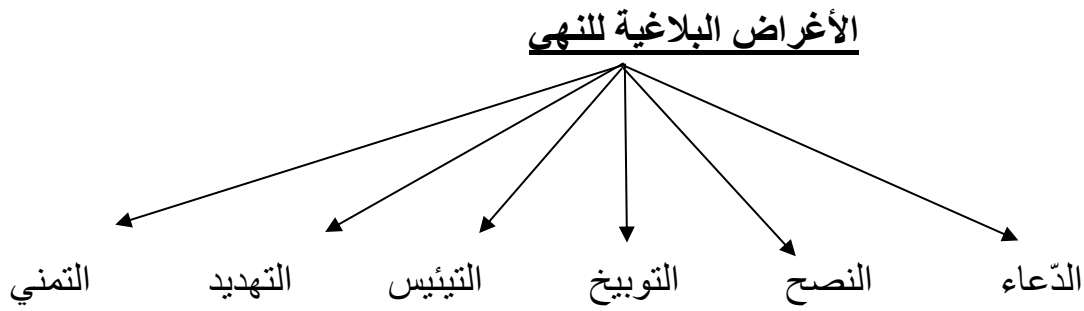 الأغراض البلاغية للنهي
الدّعاء النصح التوبيخ التيئيس التهديد التمني